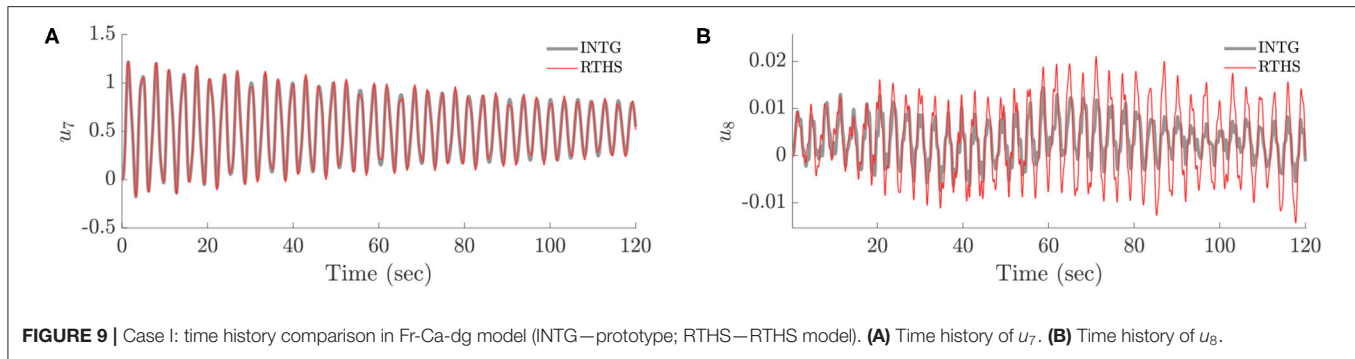 A
1.5
1
0.5
0
-0.5
u7
0
20
40
60
80
100
120
Time (sec)
INTG
RTHS
B
0.02
0.01
0
-0.01
u8
20
40
60
80
100
120
Time (sec)
INTG
RTHS
FIGURE 9 | Case I: time history comparison in Fr-Ca-dg model (INTG—prototype; RTHS—RTHS model). (A) Time history of u7. (B) Time history of u8.